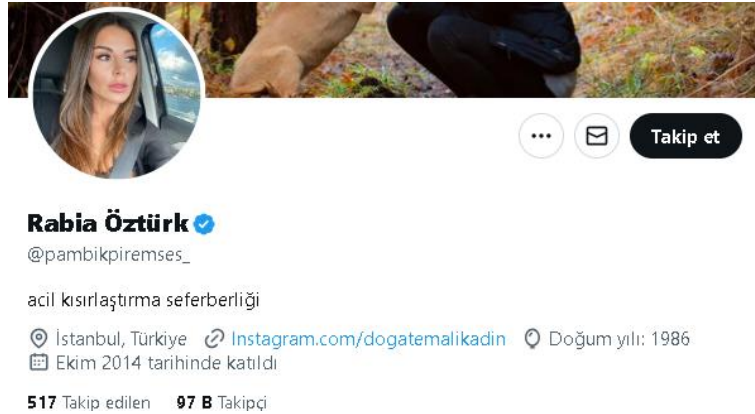 Takip et
Rabia Öztürk
@pambikpiremses_
acil kısırlaştırma seferberliği
İstanbul, Türkiye Instagram.com/dogatemalikadin Doğum yılı: 1986
Ekim 2014 tarihinde katıldı
517 Takip edilen 97 B Takipçi